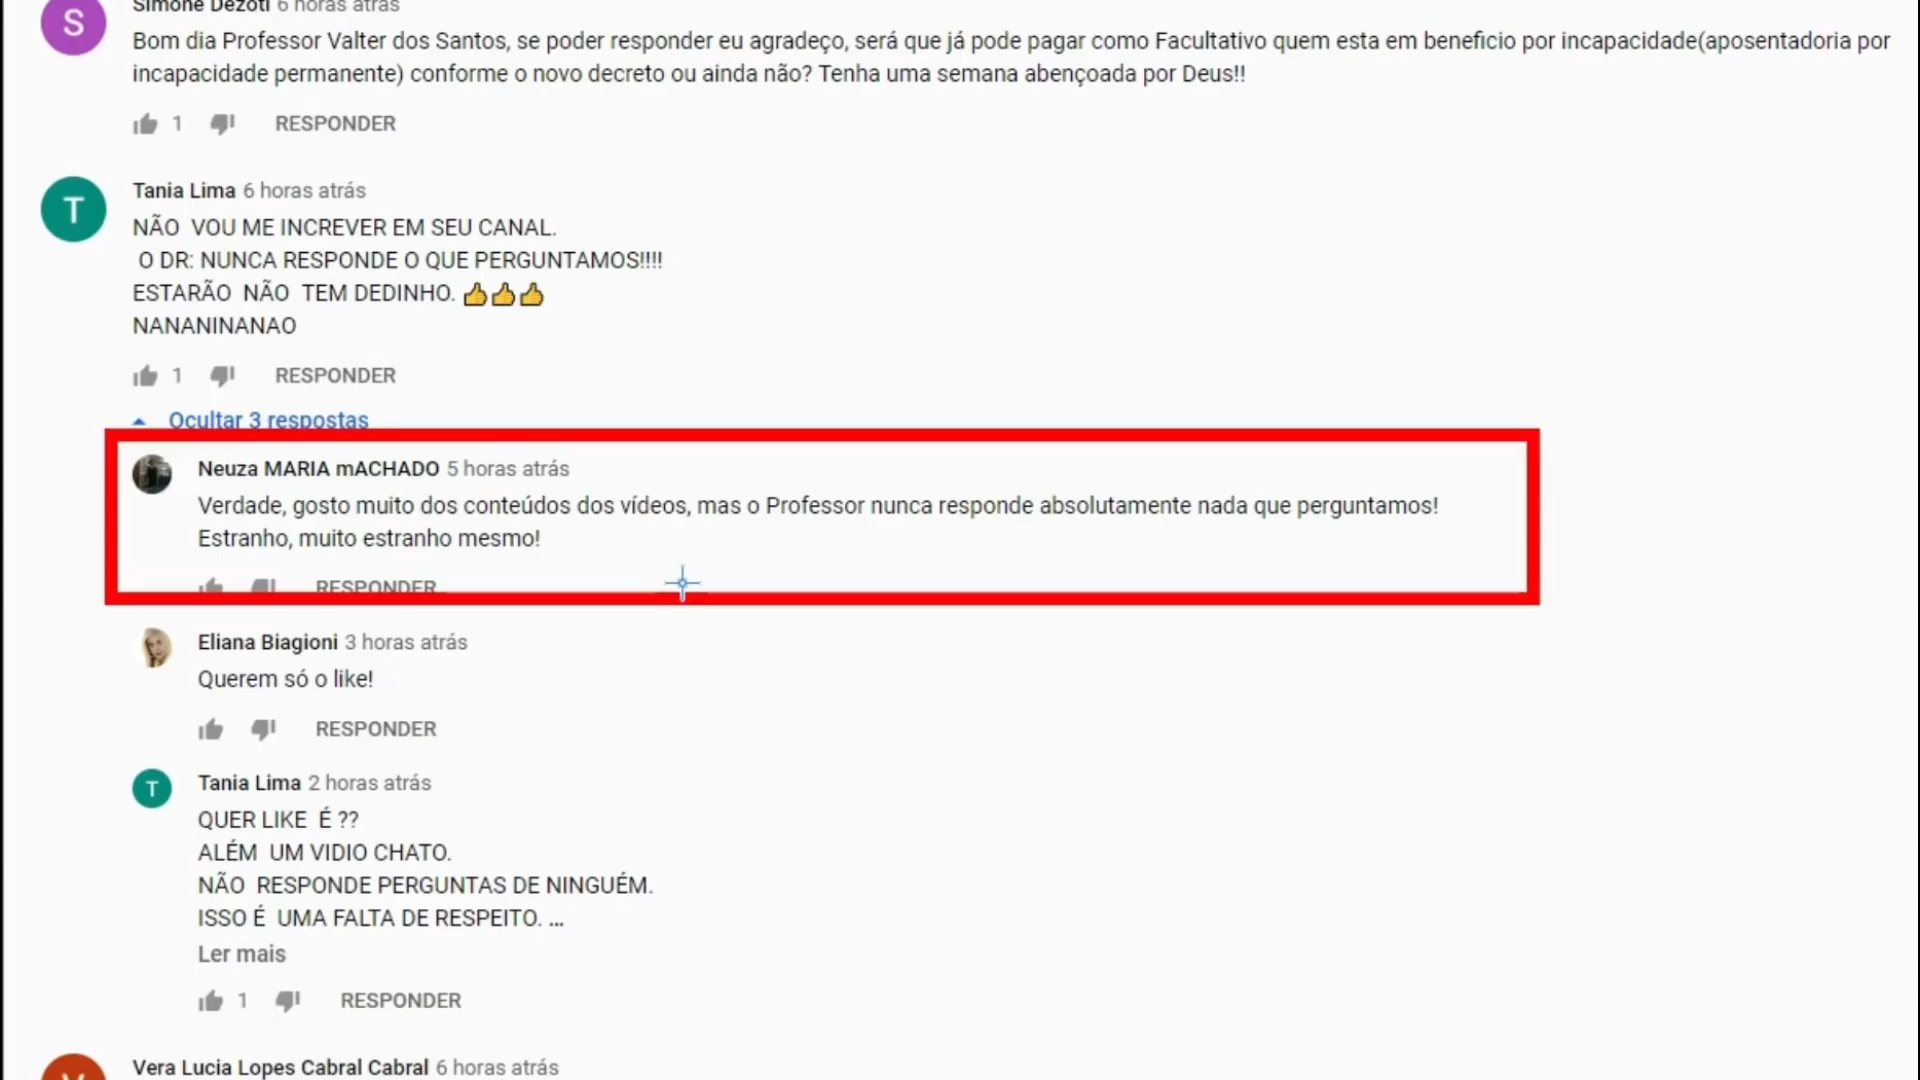 S
Simone Dezoti 6 horas atrás
Bom dia Professor Valter dos Santos, se poder responder eu agradeço, será que já pode pagar como Facultativo quem esta em beneficio por incapacidade(aposentadoria por
incapacidade permanente) conforme o novo decreto ou ainda não? Tenha uma semana abençoada por Deus!!
1 RESPONDER
T
Tania Lima 6 horas atrás
NÃO VOU ME INCREVER EM SEU CANAL.
O DR: NUNCA RESPONDE O QUE PERGUNTAMOS!!!!
ESTARÃO NÃO TEM DEDINHO. 👍👍👍
NANANINANAO
1 RESPONDER
Ocultar 3 respostas
Neuza MARIA mACHADO 5 horas atrás
Verdade, gosto muito dos conteúdos dos vídeos, mas o Professor nunca responde absolutamente nada que perguntamos!
Estranho, muito estranho mesmo!
RESPONDER
Eliana Biagioni 3 horas atrás
Querem só o like!
RESPONDER
T
Tania Lima 2 horas atrás
QUER LIKE É ??
ALÉM UM VIDIO CHATO.
NÃO RESPONDE PERGUNTAS DE NINGUÉM.
ISSO É UMA FALTA DE RESPEITO. ...
Ler mais
1 RESPONDER
V
Vera Lucia Lopes Cabral Cabral 6 horas atrás